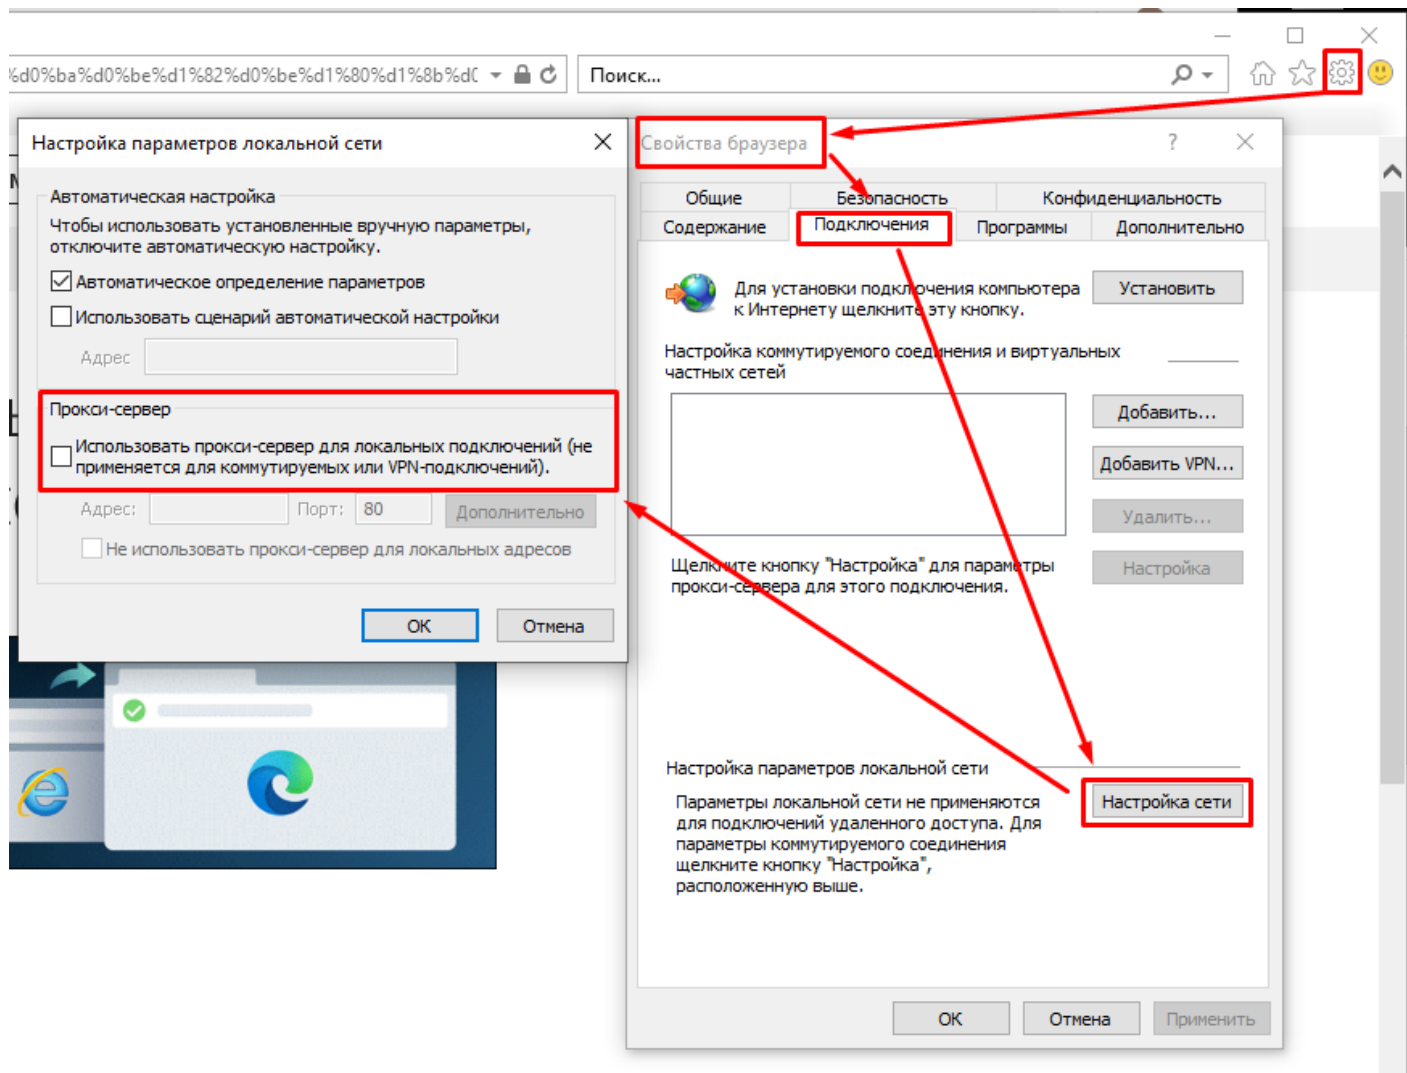 %d0%ba%d0%be%d1%82%d0%be%d1%80%d1%8b%d0
Поиск...
Настройка параметров локальной сети
Автоматическая настройка
Чтобы использовать установленные вручную параметры,
отключите автоматическую настройку.
Автоматическое определение параметров
Использовать сценарий автоматической настройки
Адрес
Прокси-сервер
Использовать прокси-сервер для локальных подключений (не
применяется для коммутируемых или VPN-подключений).
Адрес:
Порт: 80
Дополнительно
Не использовать прокси-сервер для локальных адресов
ОК
Отмена
Свойства браузера
?
Общие
Безопасность
Конфиденциальность
Содержание
Подключения
Программы
Дополнительно
Для установки подключения компьютера
к Интернету щелкните эту кнопку.
Установить
Настройка коммутируемого соединения и виртуальных
частных сетей
Добавить...
Добавить VPN...
Удалить...
Щелкните кнопку "Настройка" для параметры
прокси-сервера для этого подключения.
Настройка
Настройка параметров локальной сети
Параметры локальной сети не применяются
для подключений удаленного доступа. Для
параметры коммутируемого соединения
щелкните кнопку "Настройка",
расположенную выше.
Настройка сети
ОК
Отмена
Применить